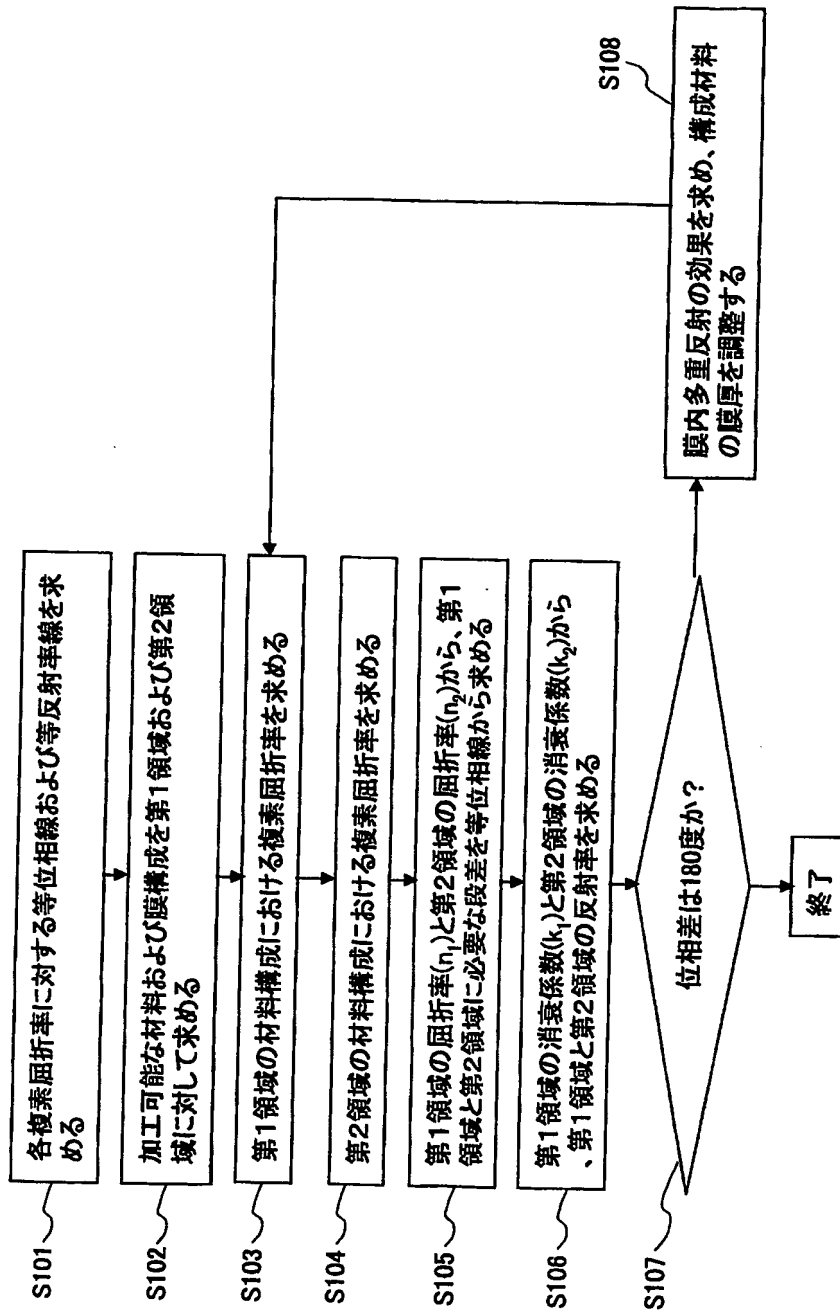 S101
各複素屈折率に対する等位相線および等反射率線を求
める
S102
加工可能な材料および膜構成を第1領域および第2領
域に対して求める
S103
第1領域の材料構成における複素屈折率を求める
S104
第2領域の材料構成における複素屈折率を求める
S105
第1領域の屈折率(n₁)と第2領域の屈折率(n₂)から、第1
領域と第2領域に必要な段差を等位相線から求める
S106
第1領域の消衰係数(k₁)と第2領域の消衰係数(k₂)から
、第1領域と第2領域の反射率を求める
S107
位相差は180度か?
S108
膜内多重反射の効果を求め、構成材料
の膜厚を調整する
終了